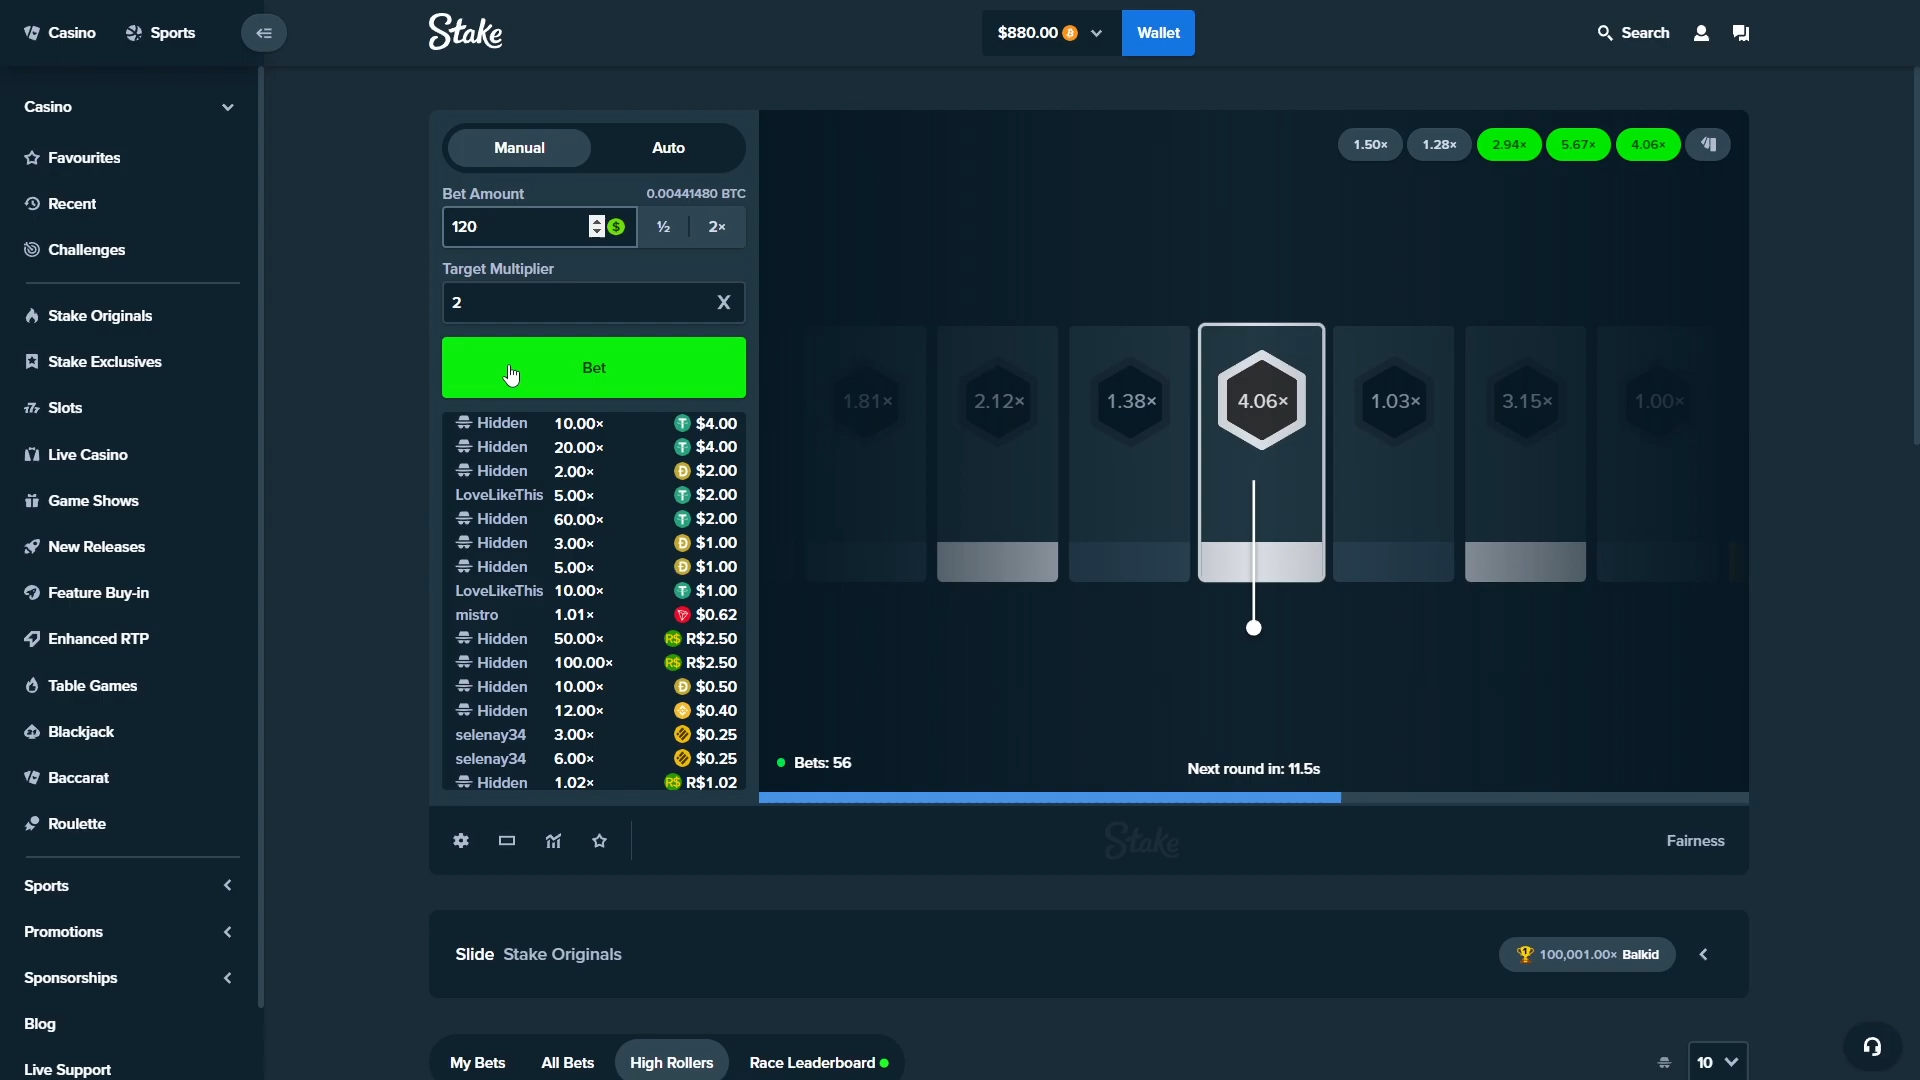 Casino
Sports
Stake
$880.00
Wallet
Search
Casino
Favourites
Recent
Challenges
Stake Originals
Stake Exclusives
Slots
Live Casino
Game Shows
New Releases
Feature Buy-in
Enhanced RTP
Table Games
Blackjack
Baccarat
Roulette
Sports
Promotions
Sponsorships
Blog
Live Support
Manual
Auto
Bet Amount 0.00441480 BTC
120 $ ½ 2×
Target Multiplier
2 X
Bet
Hidden 10.00× $4.00
Hidden 20.00× $4.00
Hidden 2.00× $2.00
LoveLikeThis 5.00× $2.00
Hidden 60.00× $2.00
Hidden 3.00× $1.00
Hidden 5.00× $1.00
LoveLikeThis 10.00× $1.00
mistro 1.01× $0.62
Hidden 50.00× R$ R$2.50
Hidden 100.00× R$ R$2.50
Hidden 10.00× $0.50
Hidden 12.00× $0.40
selenay34 3.00× $0.25
selenay34 6.00× $0.25
Hidden 1.02× R$ R$1.02
1.50× 1.28× 2.94× 5.67× 4.06×
1.81× 2.12× 1.38× 4.06× 1.03× 3.15× 1.00×
Bets: 56
Next round in: 11.5s
Stake
Fairness
Slide Stake Originals
100,001.00× Balkid
My Bets All Bets High Rollers Race Leaderboard
10